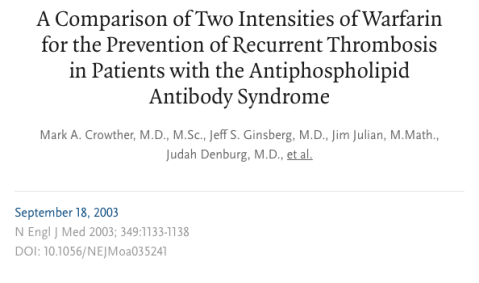 A Comparison of Two Intensities of Warfarin
for the Prevention of Recurrent Thrombosis
in Patients with the Antiphospholipid
Antibody Syndrome
Mark A. Crowther, M.D., M.Sc., Jeff S. Ginsberg, M.D., Jim Julian, M.Math.,
Judah Denburg, M.D., et al.
September 18, 2003
N Engl J Med 2003; 349:1133-1138
DOI: 10.1056/NEJMoa035241